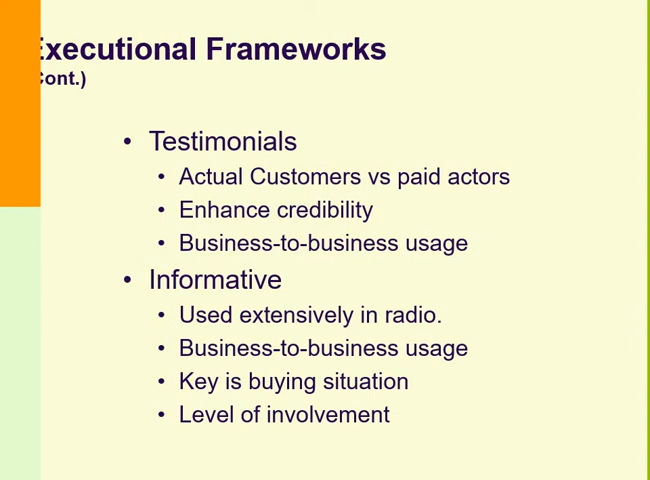 Executional Frameworks
(Cont.)
• Testimonials
• Actual Customers vs paid actors
• Enhance credibility
• Business-to-business usage
• Informative
• Used extensively in radio.
• Business-to-business usage
• Key is buying situation
• Level of involvement